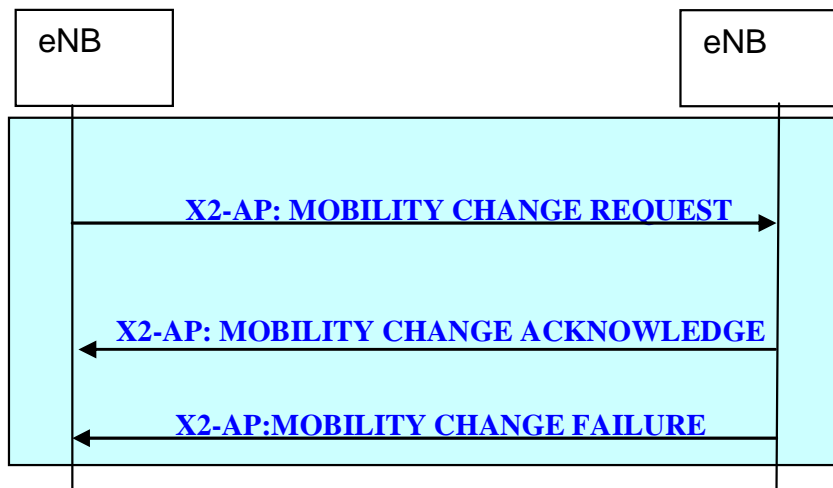 eNB
eNB
X2-AP: MOBILITY CHANGE REQUEST
X2-AP: MOBILITY CHANGE ACKNOWLEDGE
X2-AP:MOBILITY CHANGE FAILURE